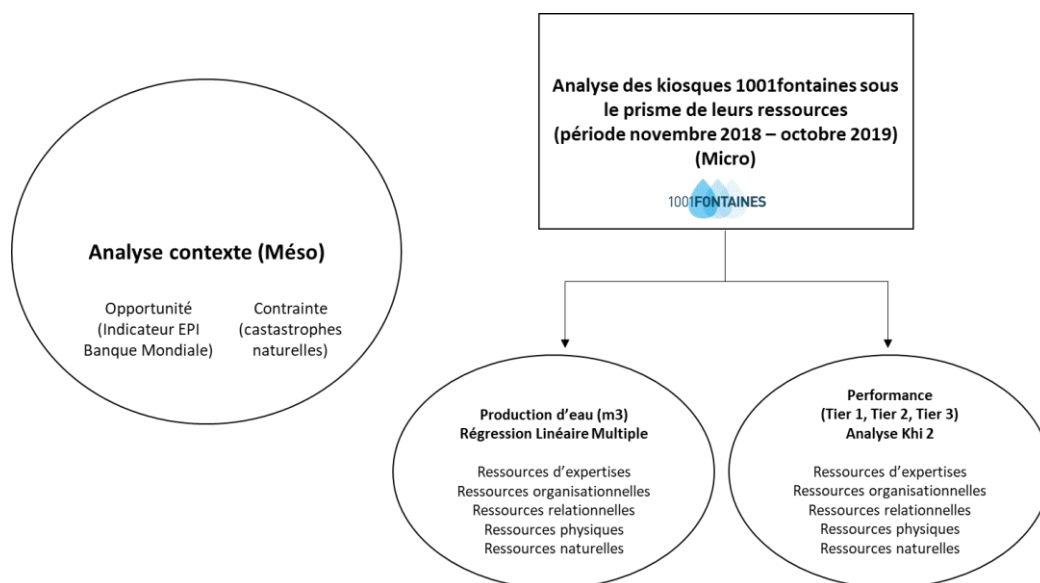 Analyse des kiosques 1001fontaines sous
le prisme de leurs ressources
(période novembre 2018 – octobre 2019)
(Micro)
1001FONTAINES
Analyse contexte (Méso)
Opportunité
(Indicateur EPI
Banque Mondiale)
Contrainte
(castastrophes
naturelles)
Production d'eau (m3)
Régression Linéaire Multiple
Ressources d'expertises
Ressources organisationnelles
Ressources relationnelles
Ressources physiques
Ressources naturelles
Performance
(Tier 1, Tier 2, Tier 3)
Analyse Khi 2
Ressources d'expertises
Ressources organisationnelles
Ressources relationnelles
Ressources physiques
Ressources naturelles